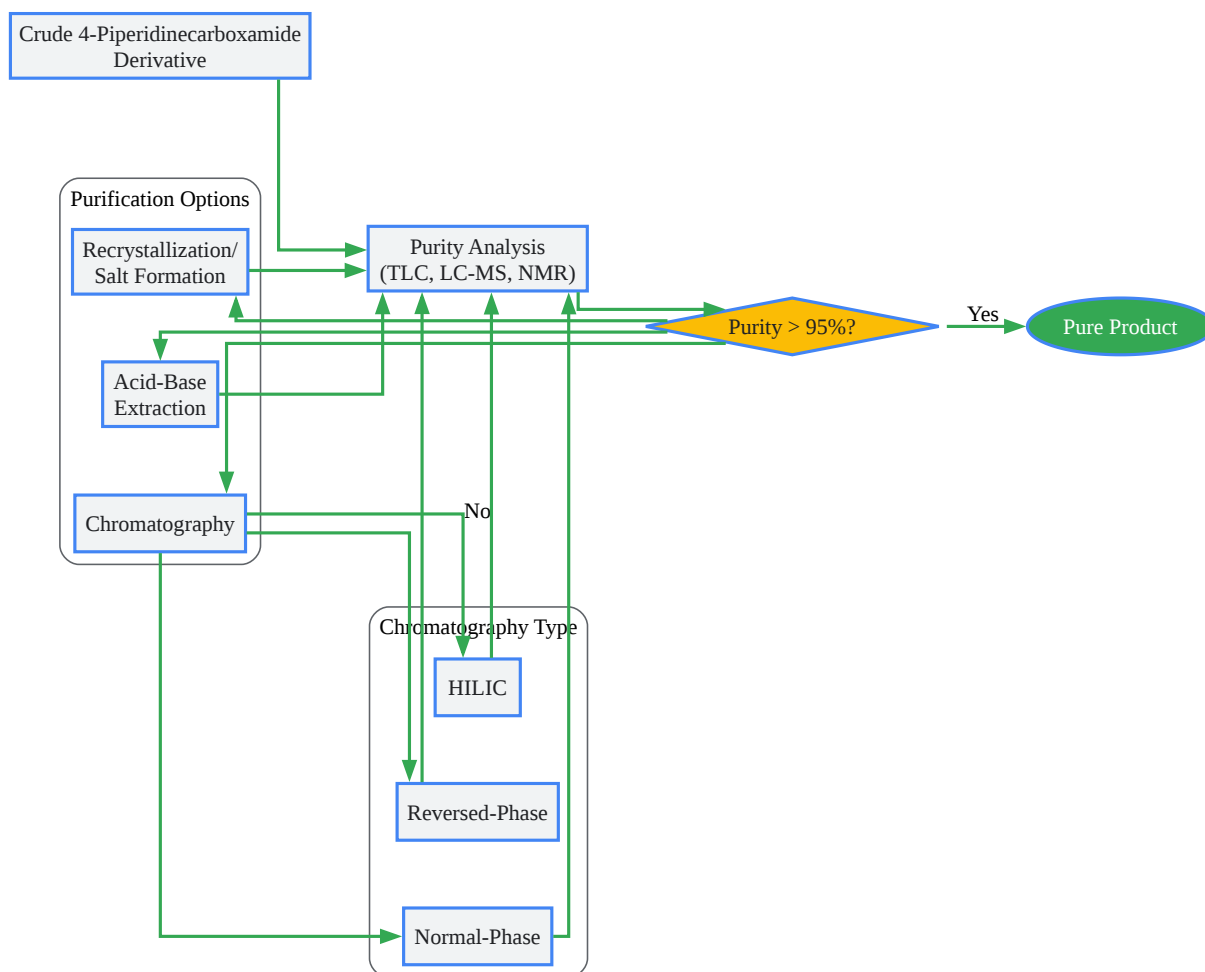 Crude 4-Piperidinecarboxamide
Derivative
Purification Options
Recrystallization/
Salt Formation
Purity Analysis
(TLC, LC-MS, NMR)
Purity > 95%?
Yes
Pure Product
Acid-Base
Extraction
Chromatography
No
Chromatography Type
HILIC
Reversed-Phase
Normal-Phase